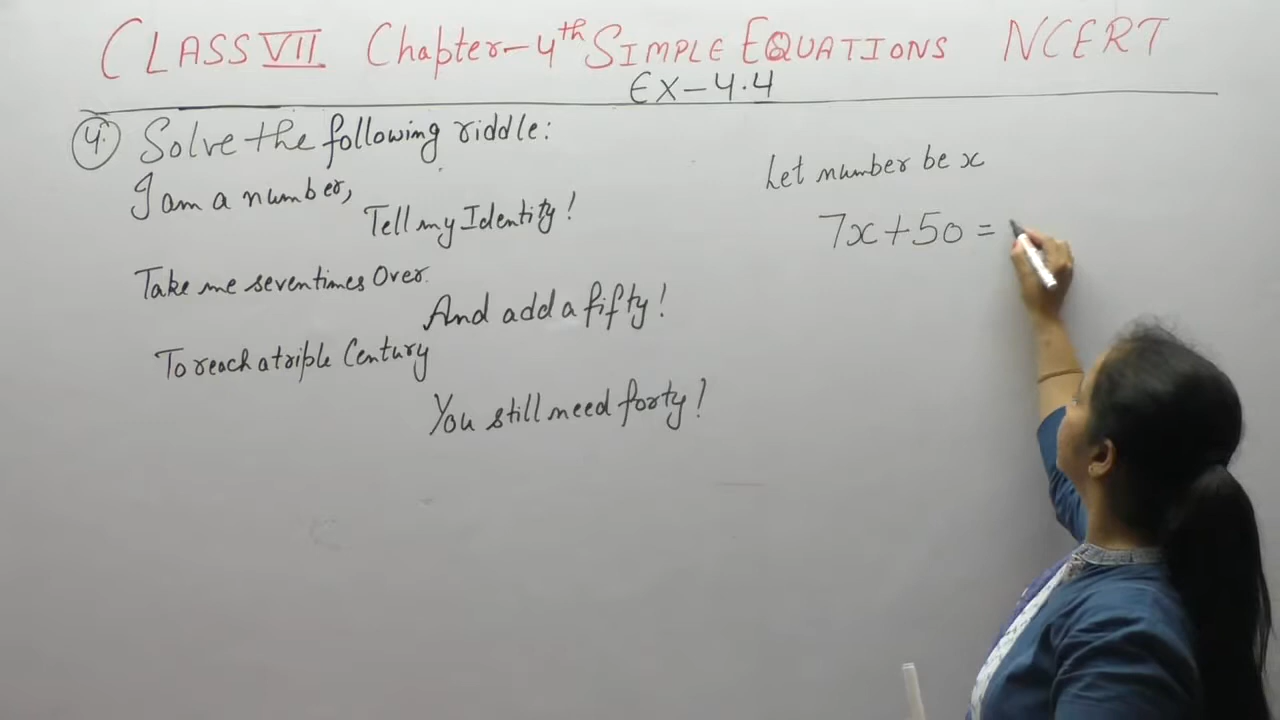 CLASS VII Chapter-4th SIMPLE EQUATIONS NCERT
EX-4.4
4. Solve the following riddle:
I am a number,
Tell my Identity!
Take me seventimes Over.
And add a fifty!
To reach a triple Century
You still need forty!
Let number be x
7x+50=